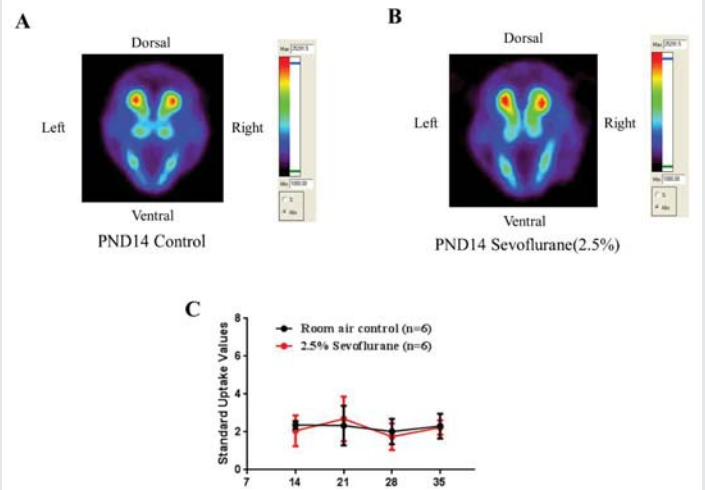 A
Dorsal
Left
Right
Ventral
PND14 Control
B
Dorsal
Left
Right
Ventral
PND14 Sevoflurane(2.5%)
C
Standard Uptake Values
8
6
4
2
0
Room air control (n=6)
2.5% Sevoflurane (n=6)
7
14
21
28
35